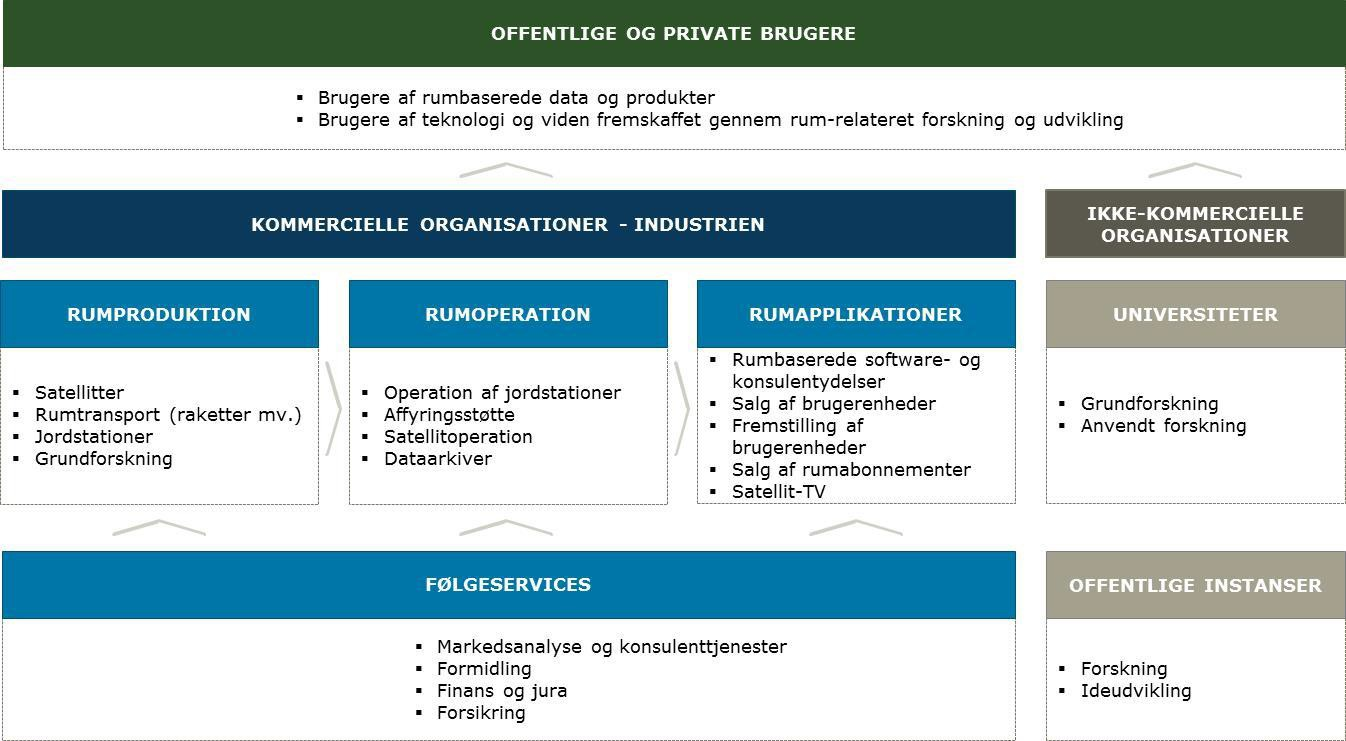 OFFENTLIGE OG PRIVATE BRUGERE
▪ Brugere af rumbaserede data og produkter
▪ Brugere af teknologi og viden fremskaffet gennem rum-relateret forskning og udvikling
KOMMERCIELLE ORGANISATIONER - INDUSTRIEN
IKKE-KOMMERCIELLE
ORGANISATIONER
RUMPRODUKTION
▪ Satellitter
▪ Rumtransport (raketter mv.)
▪ Jordstationer
▪ Grundforskning
RUMOPERATION
▪ Operation af jordstationer
▪ Affyringsstøtte
▪ Satellitoperation
▪ Dataarkiver
RUMAPPLIKATIONER
▪ Rumbaserede software- og
konsulentydelser
▪ Salg af brugerenheder
▪ Fremstilling af
brugerenheder
▪ Salg af rumabonnementer
▪ Satellit-TV
UNIVERSITETER
▪ Grundforskning
▪ Anvendt forskning
FØLGESERVICES
▪ Markedsanalyse og konsulenttjenester
▪ Formidling
▪ Finans og jura
▪ Forsikring
OFFENTLIGE INSTANSER
▪ Forskning
▪ Ideudvikling